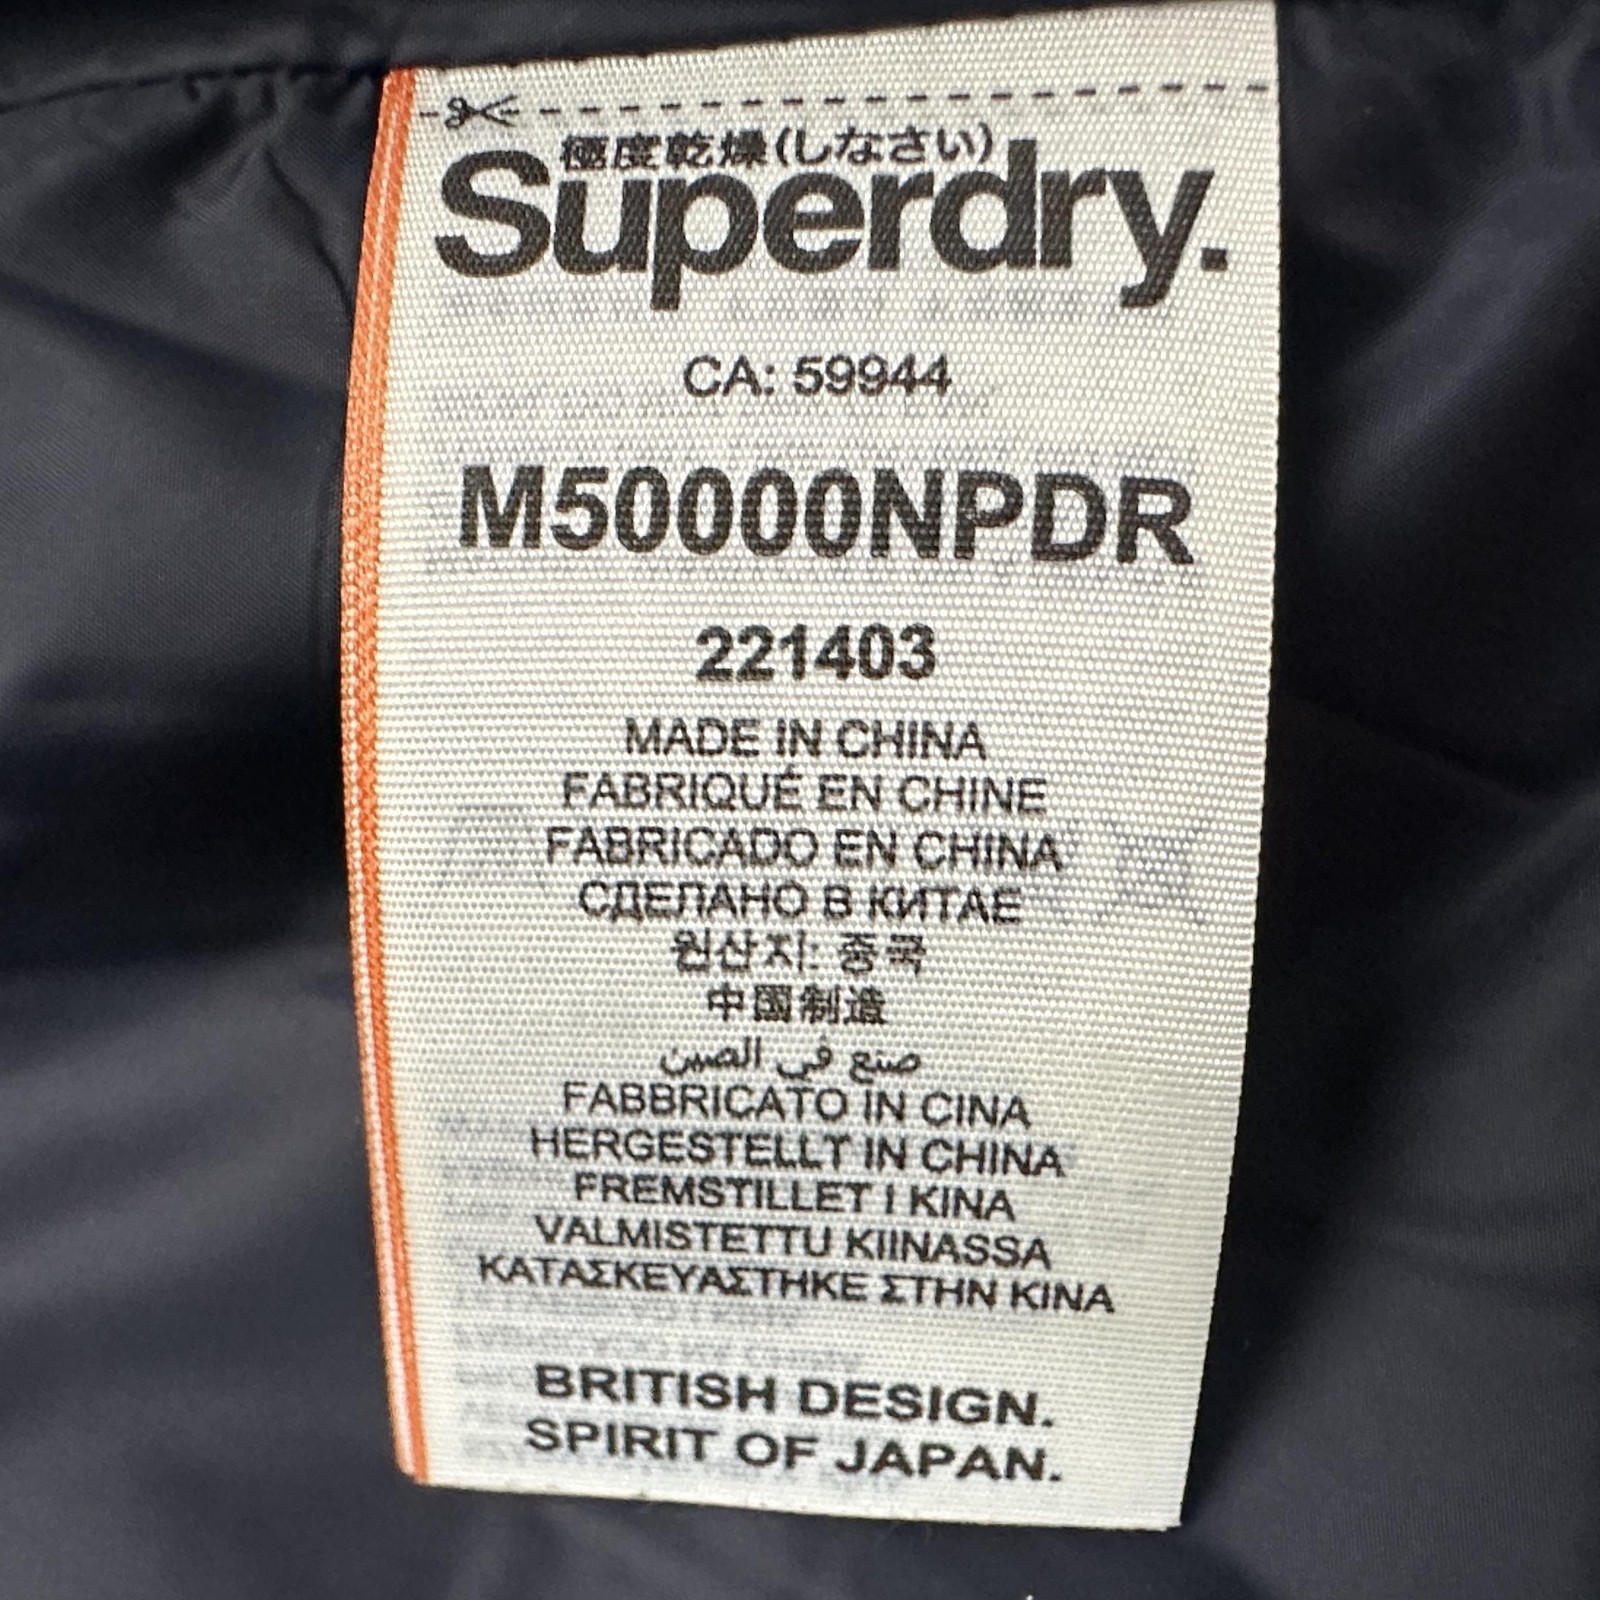 極度乾燥(しなさい)
Superdry.
CA: 59944
M50000NPDR
221403
MADE IN CHINA
FABRIQUÉ EN CHINE
FABRICADO EN CHINA
СДЕЛАНО В КИТАЕ
원산지: 중국
中国制造
صنع في الصين
FABBRICATO IN CINA
HERGESTELLT IN CHINA
FREMSTILLET I KINA
VALMISTETTU KIINASSA
ΚΑΤΑΣΚΕΥΑΣΤΗΚΕ ΣΤΗΝ ΚΙΝΑ
BRITISH DESIGN.
SPIRIT OF JAPAN.